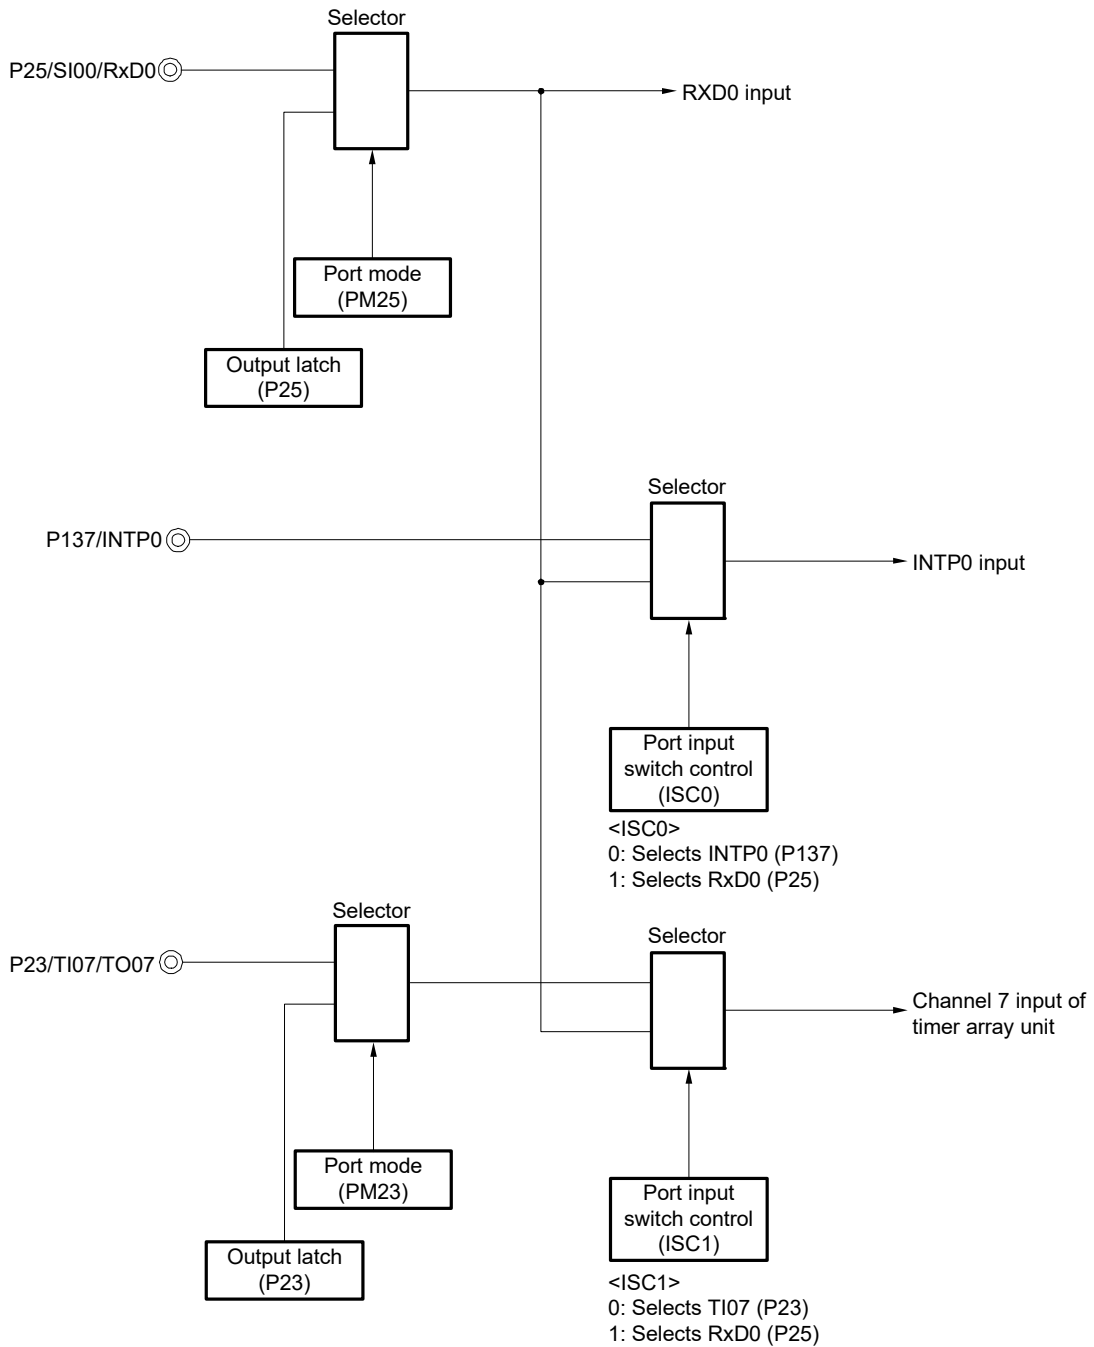 Selector
P25/SI00/RxD0
RXD0 input
Port mode
(PM25)
Output latch
(P25)
Selector
P137/INTP0
INTP0 input
Port input
switch control
(ISC0)
<ISC0>
0: Selects INTP0 (P137)
1: Selects RxD0 (P25)
Selector
Selector
P23/TI07/TO07
Channel 7 input of
timer array unit
Port mode
(PM23)
Port input
switch control
(ISC1)
Output latch
(P23)
<ISC1>
0: Selects TI07 (P23)
1: Selects RxD0 (P25)